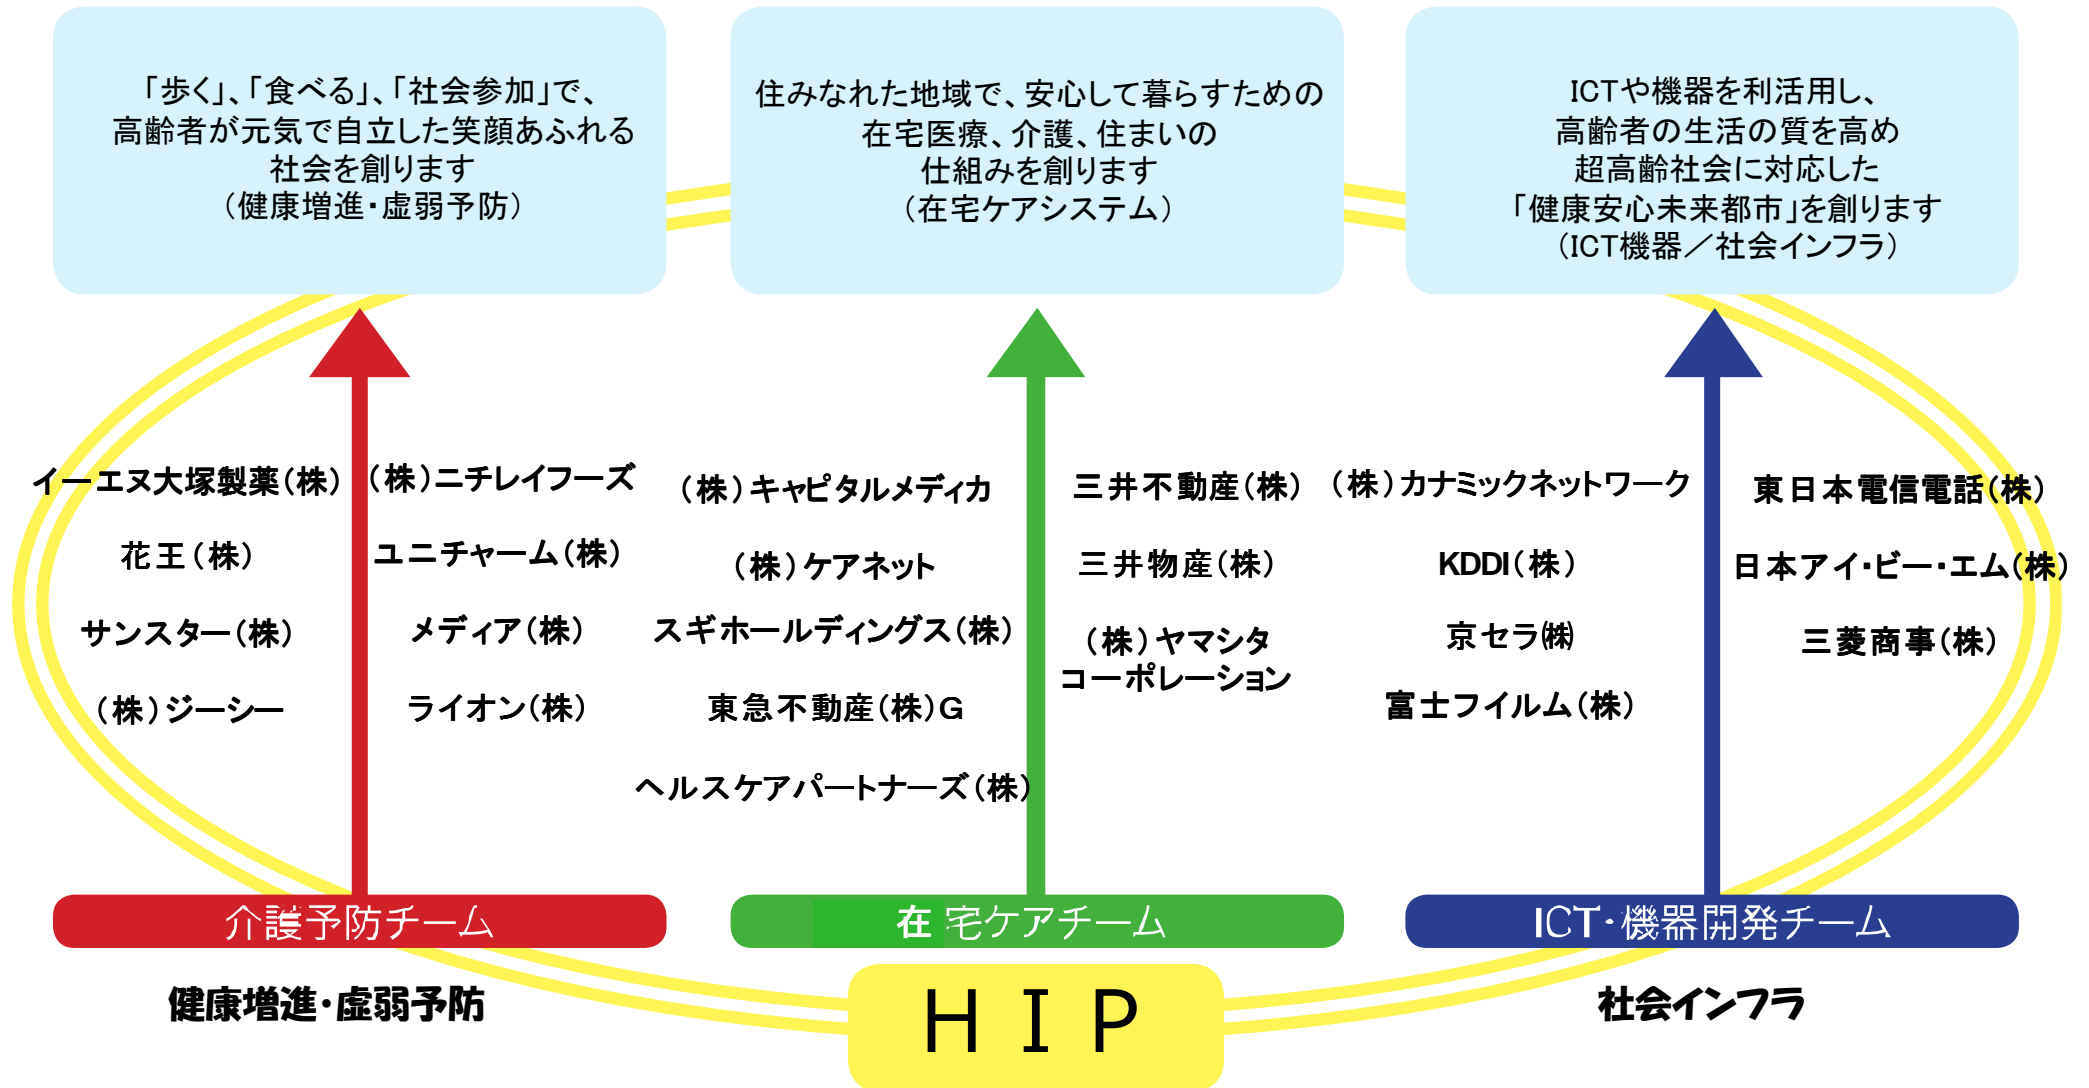 「歩く」、「食べる」、「社会参加」で、
高齢者が元気で自立した笑顔あふれる
社会を創ります
（健康増進・虚弱予防）
住みなれた地域で、安心して暮らすための
在宅医療、介護、住まいの
仕組みを創ります
（在宅ケアシステム）
ICTや機器を利活用し、
高齢者の生活の質を高め
超高齢社会に対応した
「健康安心未来都市」を創ります
（ICT機器／社会インフラ）
イーエヌ大塚製薬（株）
花王（株）
サンスター（株）
（株）ジーシー
（株）ニチレイフーズ
ユニチャーム（株）
メディア（株）
ライオン（株）
（株）キャピタルメディカ
（株）ケアネット
スギホールディングス（株）
東急不動産（株）G
ヘルスケアパートナーズ（株）
三井不動産（株）
三井物産（株）
（株）ヤマシタ
コーポレーション
（株）カナミックネットワーク
KDDI（株）
京セラ㈱
富士フイルム（株）
東日本電信電話（株）
日本アイ・ビー・エム（株）
三菱商事（株）
介護予防チーム
在宅ケアチーム
ICT・機器開発チーム
健康増進・虚弱予防
社会インフラ
ＨＩＰ